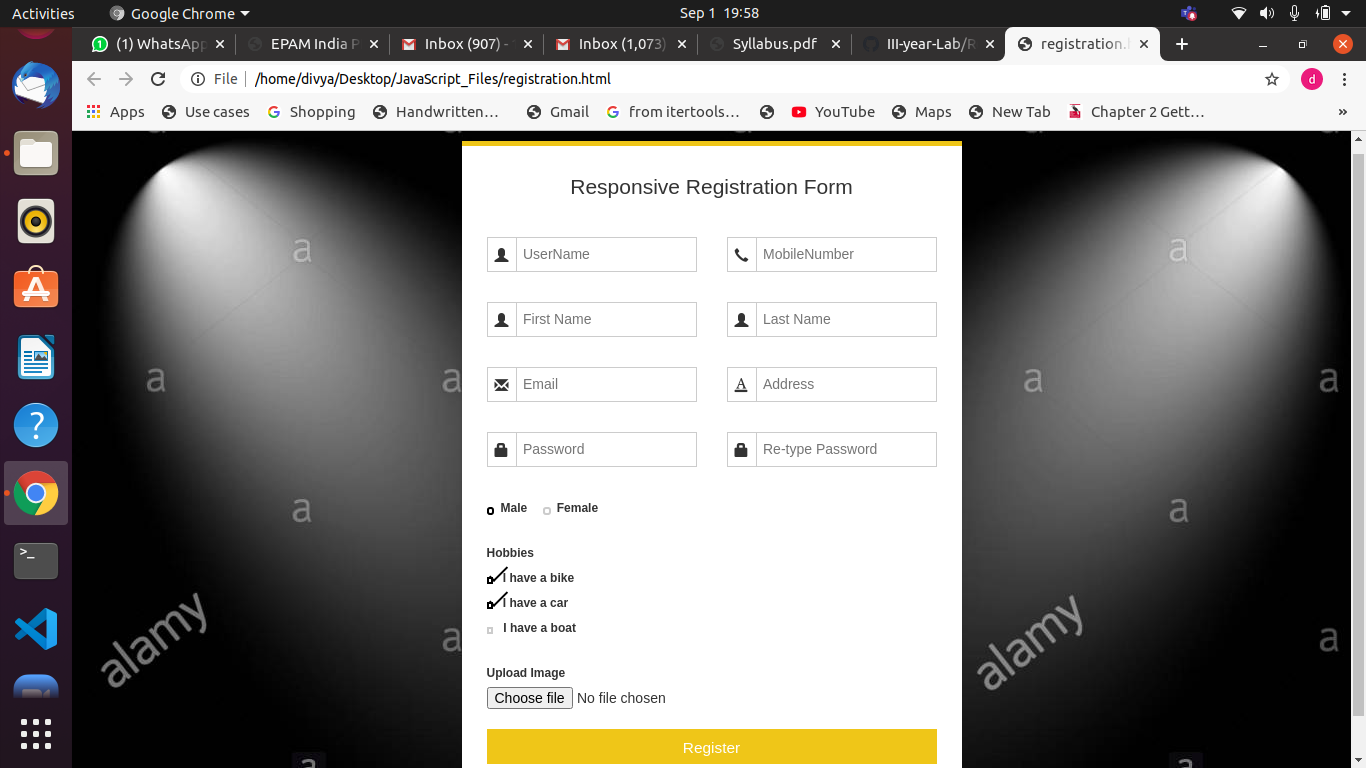 Activities
Google Chrome
Sep 1 19:58
(1) WhatsApp
EPAM India P
Inbox (907) -
Inbox (1,073)
Syllabus.pdf
III-year-Lab/R
registration.
File
/home/divya/Desktop/JavaScript_Files/registration.html
d
Apps
Use cases
Shopping
Handwritten…
Gmail
from itertools…
YouTube
Maps
New Tab
Chapter 2 Gett…
»
Responsive Registration Form
UserName
MobileNumber
First Name
Last Name
Email
Address
Password
Re-type Password
Male
Female
Hobbies
I have a bike
I have a car
I have a boat
Upload Image
Choose file No file chosen
Register
a
a
a
a
a
a
a
a
a
a
a
a
alamy
alamy